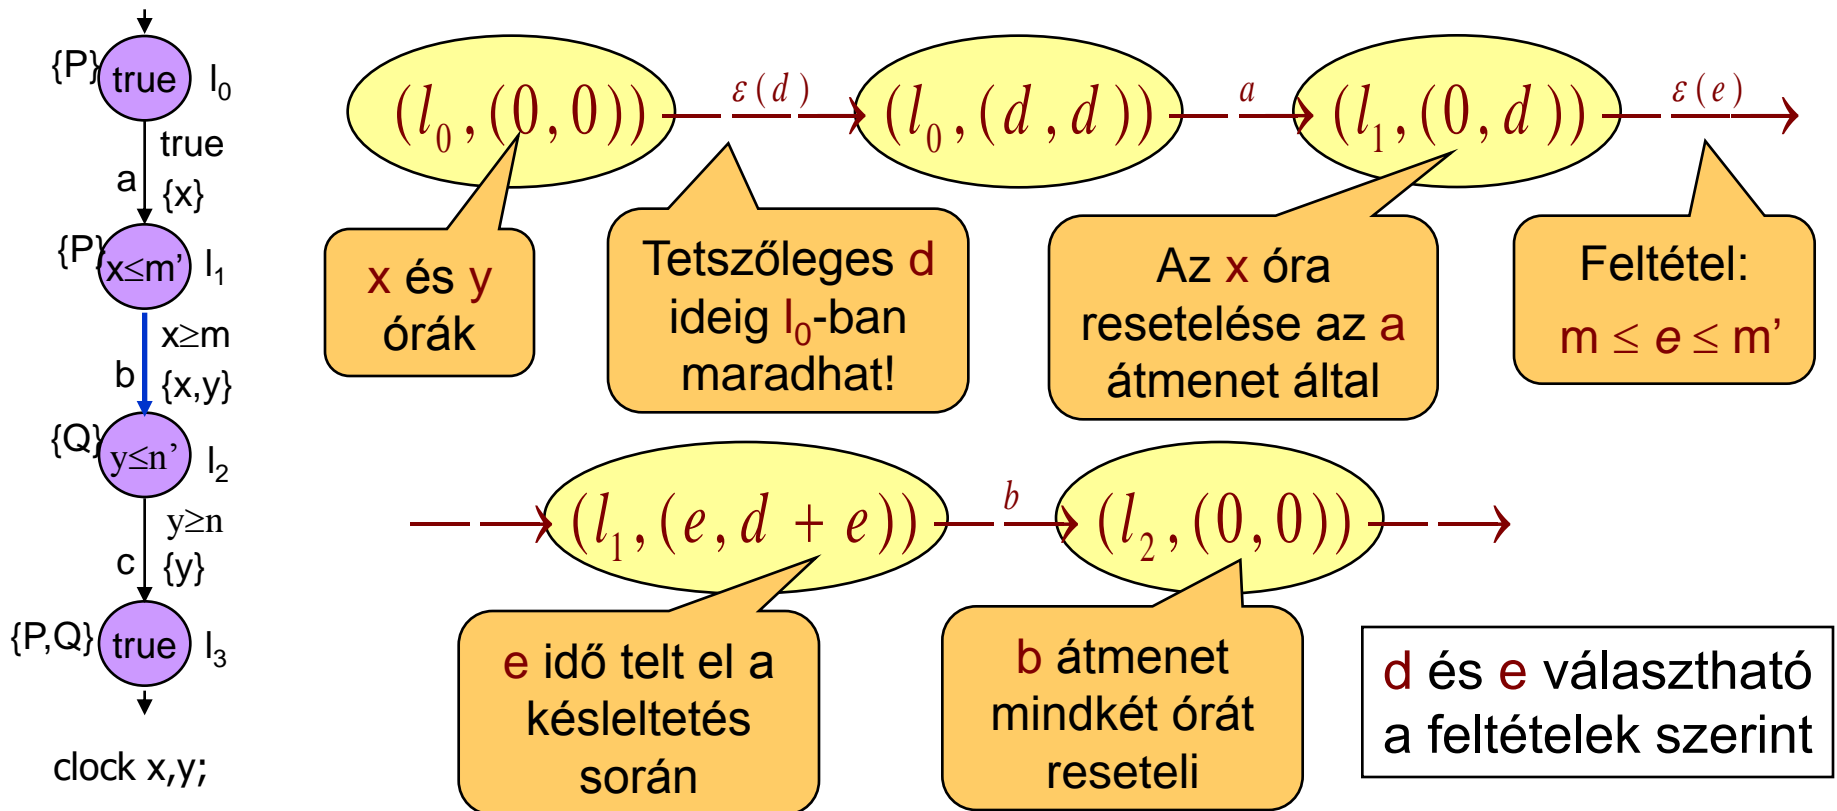 {P} true l₀
true
a
{x}
{P} x≤m’ l₁
x≥m
b
{x,y}
{Q} y≤n’ l₂
y≥n
c
{y}
{P,Q} true l₃
clock x,y;
(l₀,(0,0)) ε(d) (l₀,(d,d)) a (l₁,(0,d)) ε(e)
x és y
órák
Tetszőleges d
ideig l₀-ban
maradhat!
Az x óra
resetelése az a
átmenet által
Feltétel:
m ≤ e ≤ m’
(l₁,(e,d + e)) b (l₂,(0,0))
e idő telt el a
késleltetés
során
b átmenet
mindkét órát
reseteli
d és e választható
a feltételek szerint